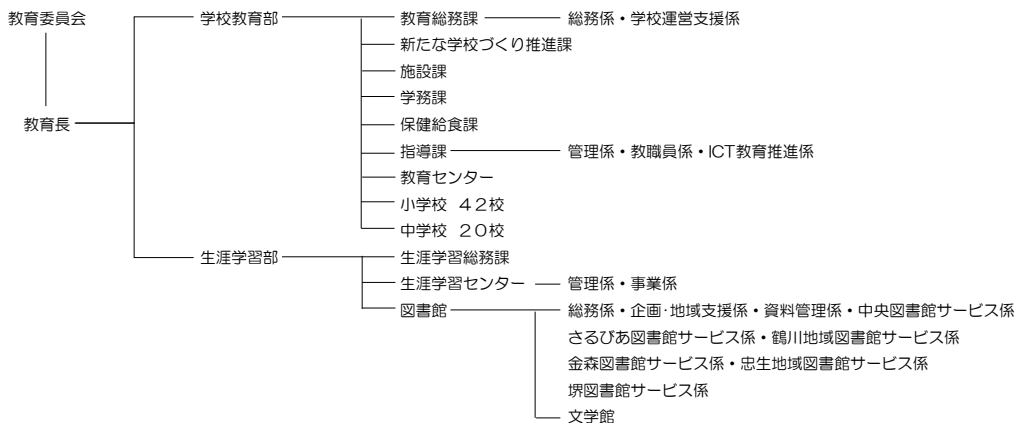 教育委員会 学校教育部 教育総務課 総務係・学校運営支援係
新たな学校づくり推進課
施設課
教育長 学務課
保健給食課
指導課 管理係・教職員係・ICT教育推進係
教育センター
小学校 42校
中学校 20校
生涯学習部 生涯学習総務課
生涯学習センター 管理係・事業係
図書館 総務係・企画・地域支援係・資料管理係・中央図書館サービス係
さるびあ図書館サービス係・鶴川地域図書館サービス係
金森図書館サービス係・忠生地域図書館サービス係
堺図書館サービス係
文学館